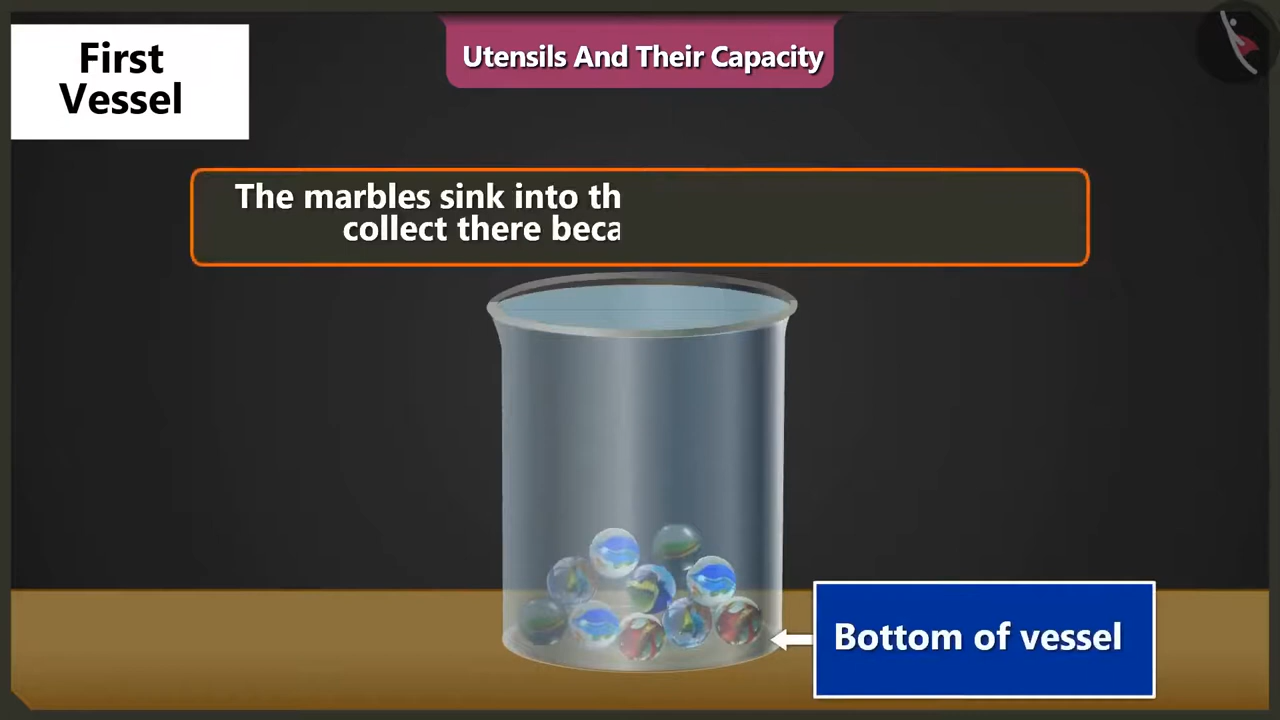 First
Vessel
Utensils And Their Capacity
The marbles sink into th
collect there beca
Bottom of vessel